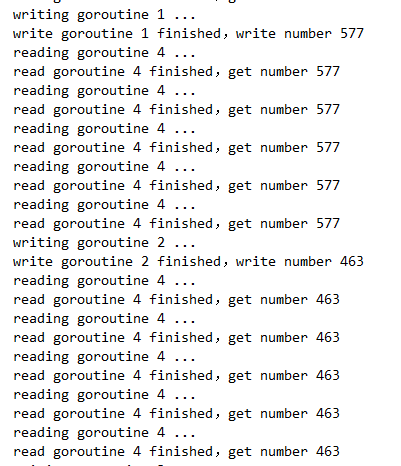 writing goroutine 1 ...
write goroutine 1 finished，write number 577
reading goroutine 4 ...
read goroutine 4 finished，get number 577
reading goroutine 4 ...
read goroutine 4 finished，get number 577
reading goroutine 4 ...
read goroutine 4 finished，get number 577
reading goroutine 4 ...
read goroutine 4 finished，get number 577
reading goroutine 4 ...
read goroutine 4 finished，get number 577
writing goroutine 2 ...
write goroutine 2 finished，write number 463
reading goroutine 4 ...
read goroutine 4 finished，get number 463
reading goroutine 4 ...
read goroutine 4 finished，get number 463
reading goroutine 4 ...
read goroutine 4 finished，get number 463
reading goroutine 4 ...
read goroutine 4 finished，get number 463
reading goroutine 4 ...
read goroutine 4 finished，get number 463